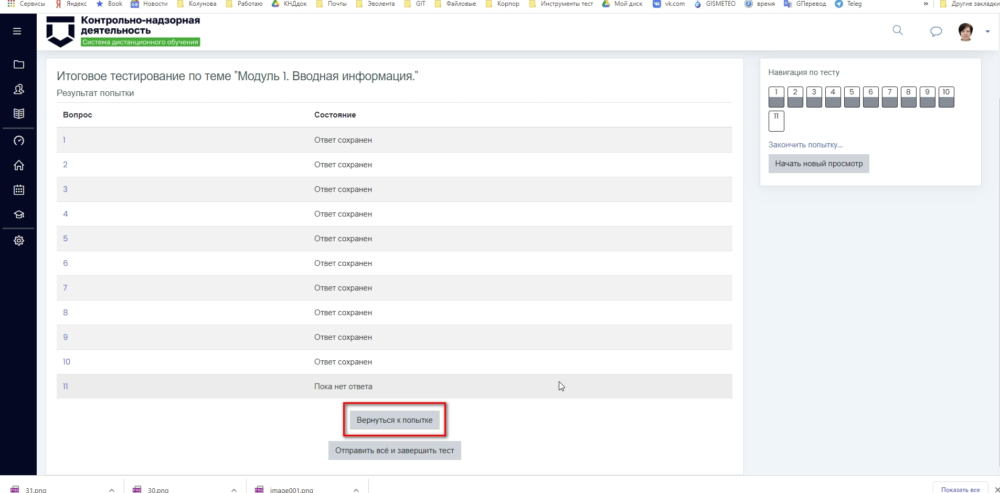 Сервисы Яндекс Book Новости Колунова Работаю КНДдок Почты Эволента GIT Файловые Корпор Инструменты тест Мой диск vk.com GISMETEO время GПеревод Teleg » Другие закладки
Контрольно-надзорная
деятельность
Система дистанционного обучения
Итоговое тестирование по теме "Модуль 1. Вводная информация."
Результат попытки
Вопрос Состояние
1 Ответ сохранен
2 Ответ сохранен
3 Ответ сохранен
4 Ответ сохранен
5 Ответ сохранен
6 Ответ сохранен
7 Ответ сохранен
8 Ответ сохранен
9 Ответ сохранен
10 Ответ сохранен
11 Пока нет ответа
Вернуться к попытке
Отправить всё и завершить тест
Навигация по тесту
1 2 3 4 5 6 7 8 9 10
11
Закончить попытку...
Начать новый просмотр
31.png 30.png image001.png Показать все